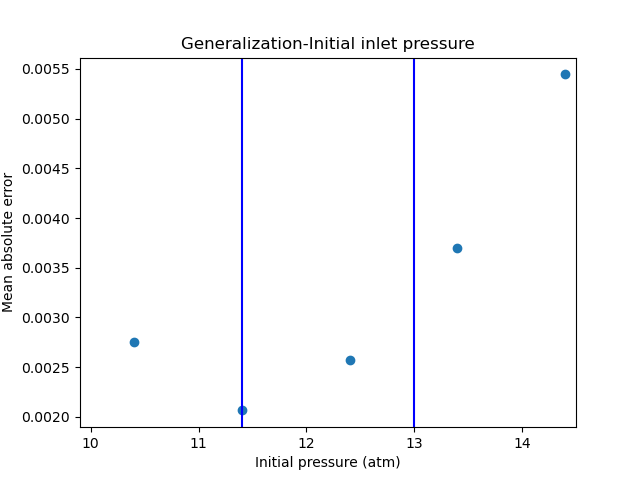 Generalization-Initial inlet pressure
0.0055
0.0050
0.0045
0.0040
0.0035
0.0030
0.0025
0.0020
Mean absolute error
10 11 12 13 14
Initial pressure (atm)